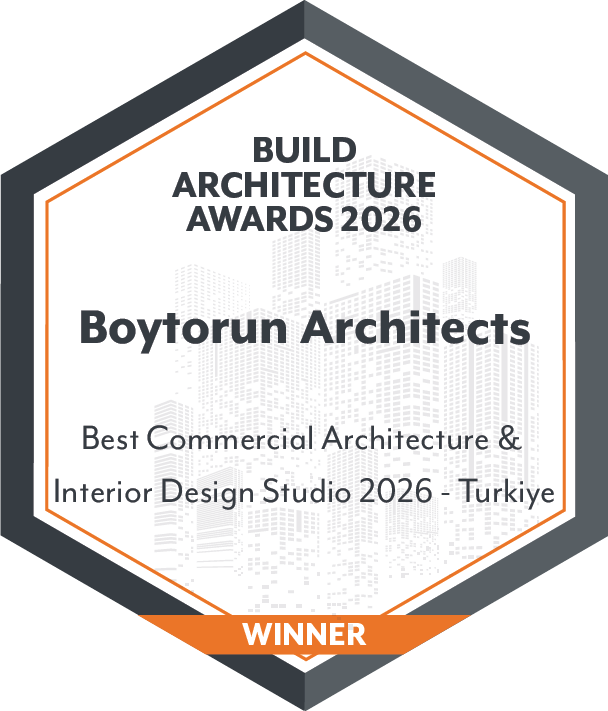 BUILD
ARCHITECTURE
AWARDS 2026
Boytorun Architects
Best Commercial Architecture &
Interior Design Studio 2026 - Turkiye
WINNER